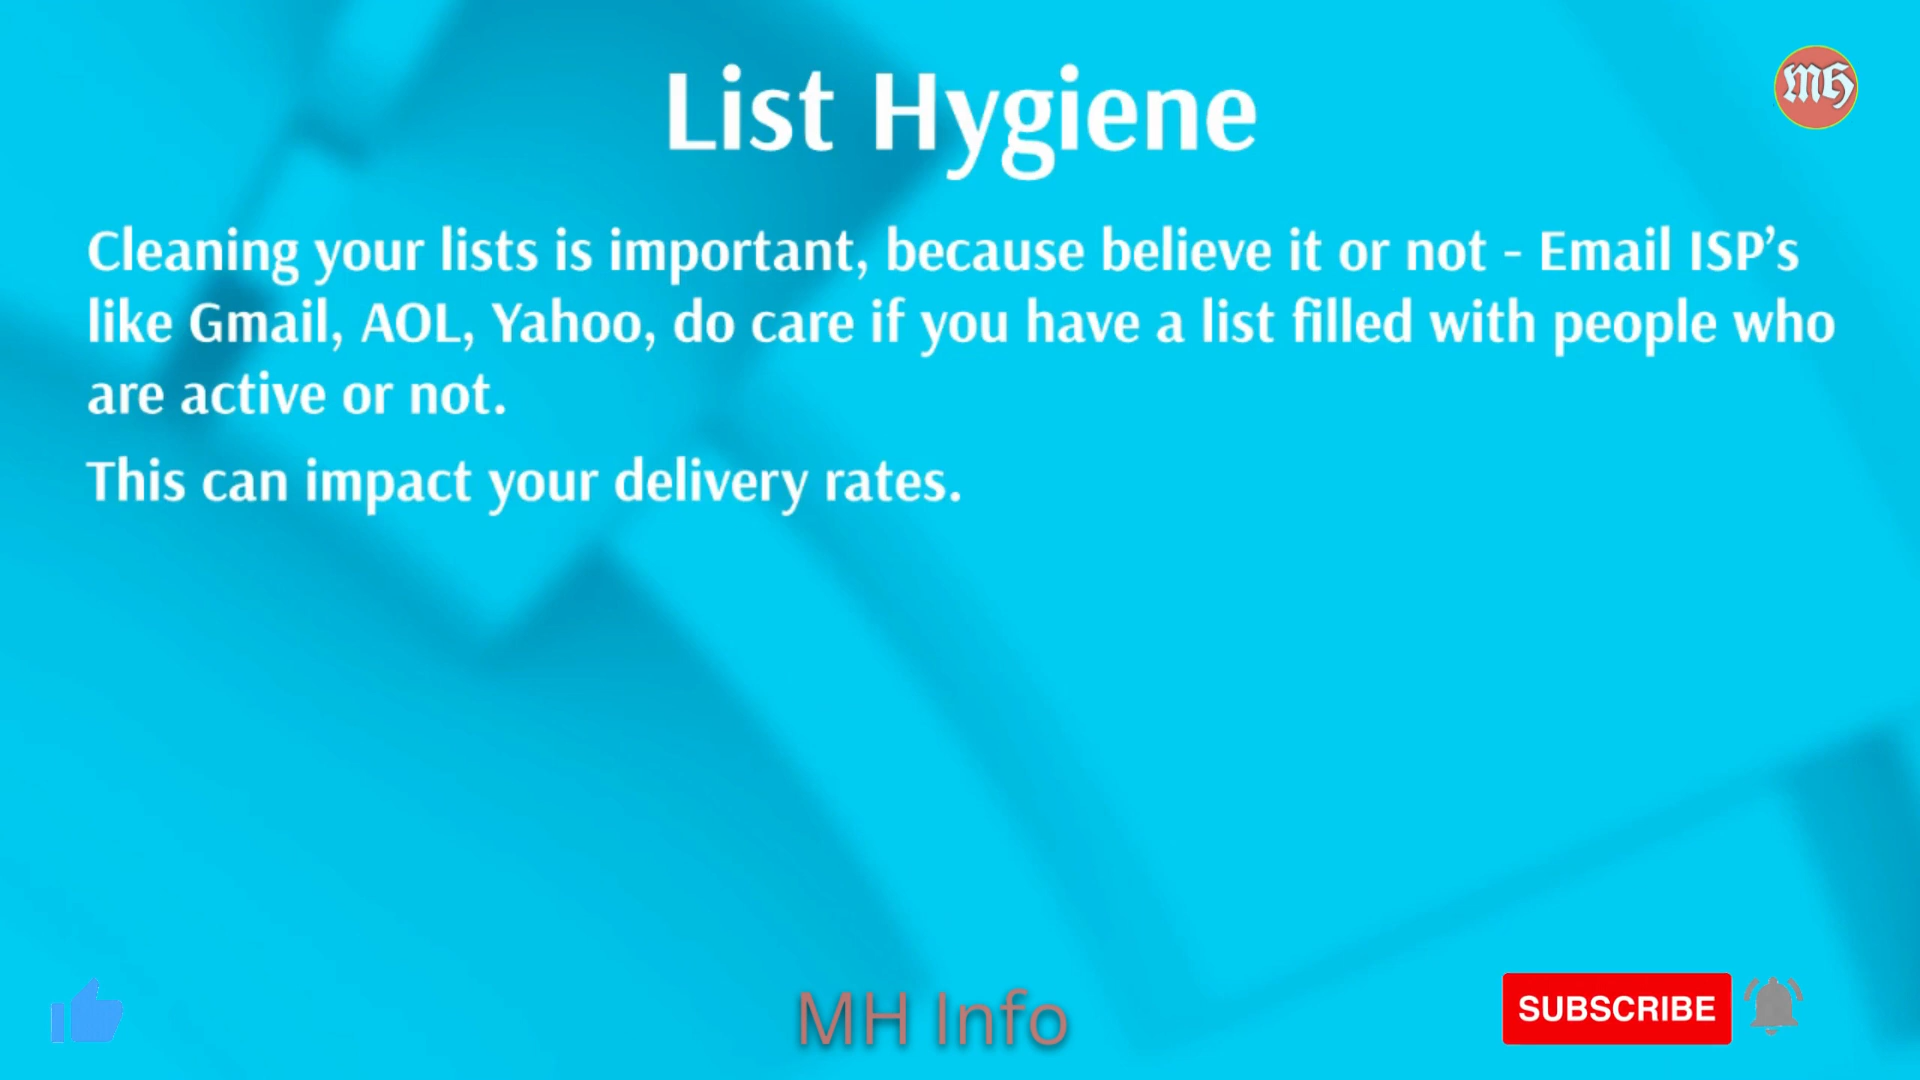 List Hygiene
MH
Cleaning your lists is important, because believe it or not - Email ISP’s
like Gmail, AOL, Yahoo, do care if you have a list filled with people who
are active or not.
This can impact your delivery rates.
MH Info
SUBSCRIBE